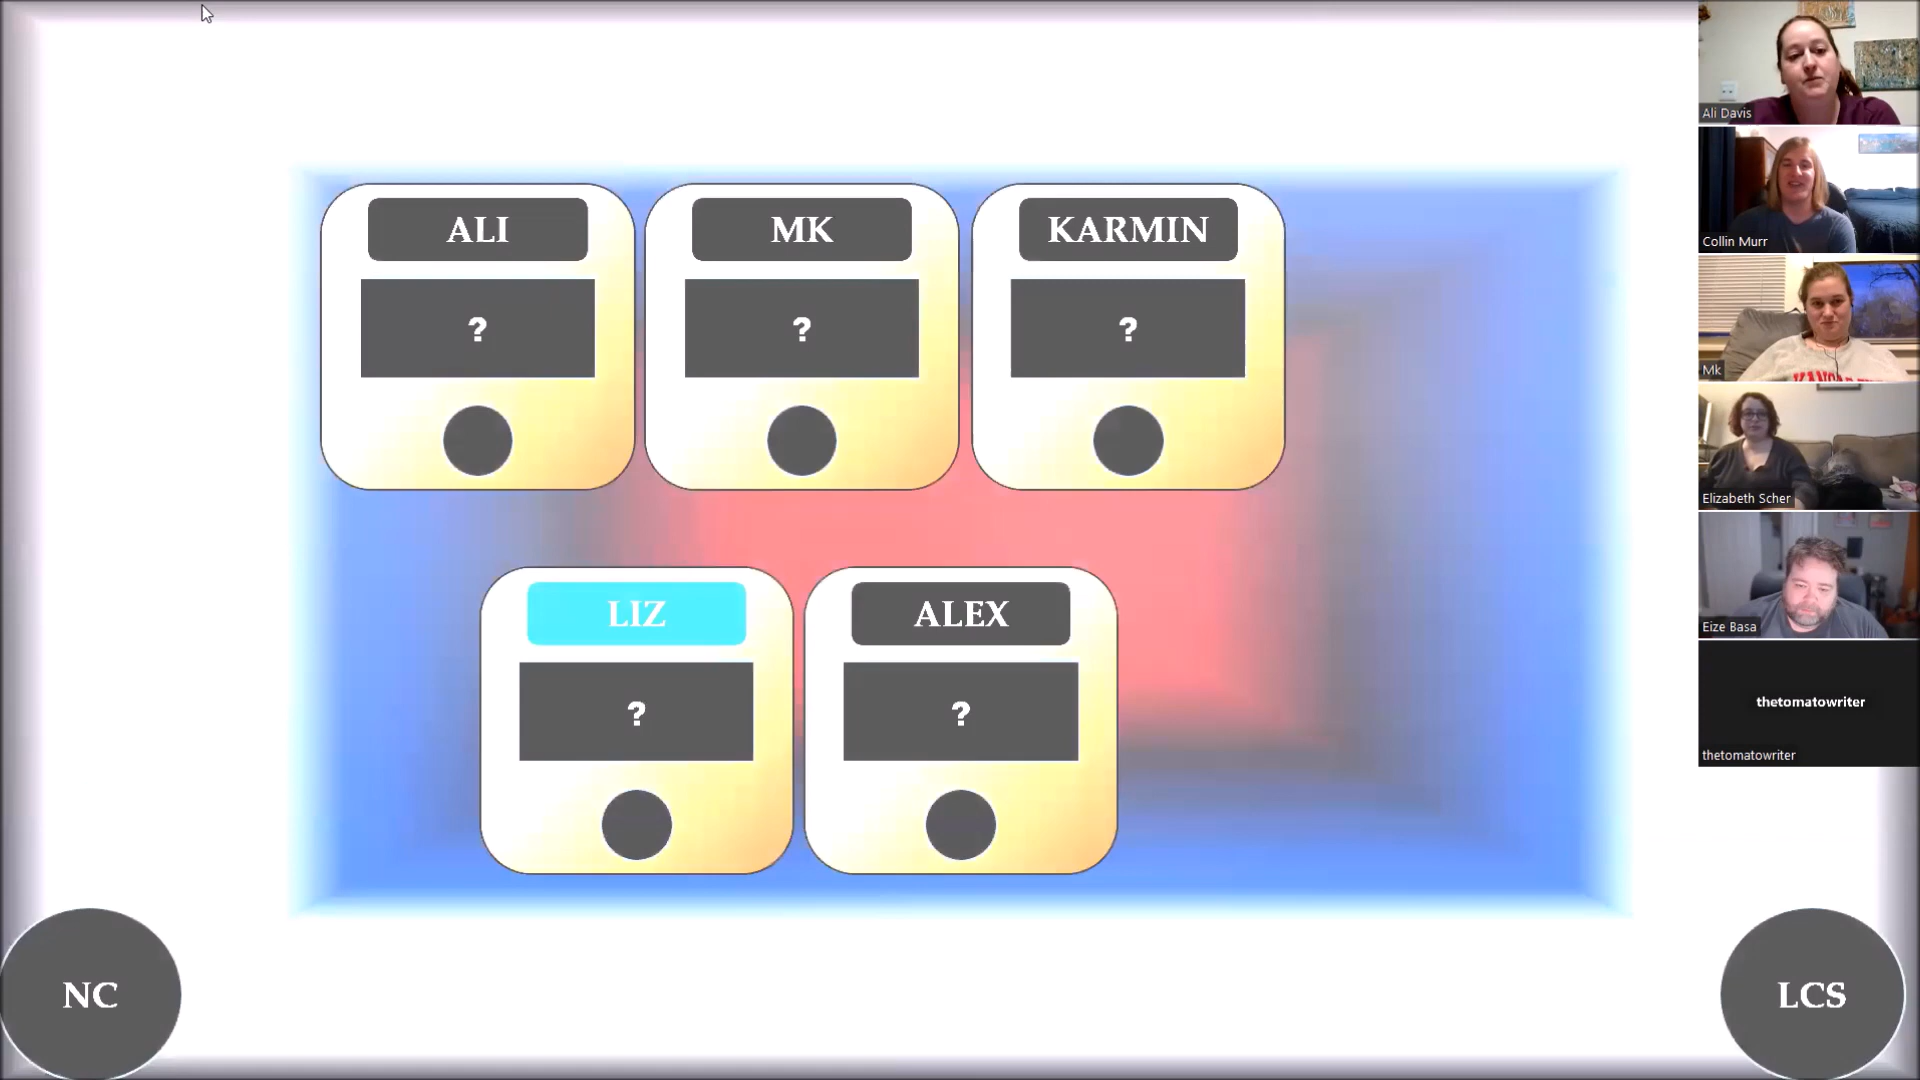 ALI
MK
KARMIN
?
?
?
LIZ
ALEX
?
?
NC
LCS
Ali Davis
Collin Murr
Mk
Elizabeth Scher
Eize Basa
thetomatowriter
thetomatowriter